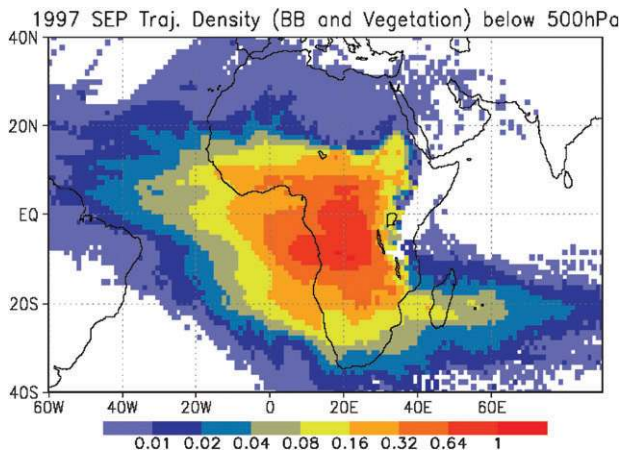 1997 SEP Traj. Density (BB and Vegetation) below 500hPa
40N
20N
EQ
20S
40S
60W 40W 20W 0 20E 40E 60E
0.01 0.02 0.04 0.08 0.16 0.32 0.64 1